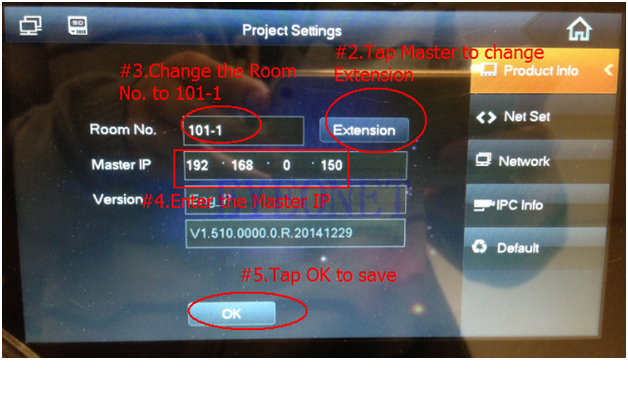 Project Settings
#3.Change the Room
No. to 101-1
#2.Tap Master to change
Extension
Product Info
Room No.
101-1
Extension
Net Set
Master IP
192 . 168 . 0 . 150
Network
Version
#4.Enter the Master IP
IPC Info
V1.510.0000.0.R.20141229
Default
#5.Tap OK to save
OK